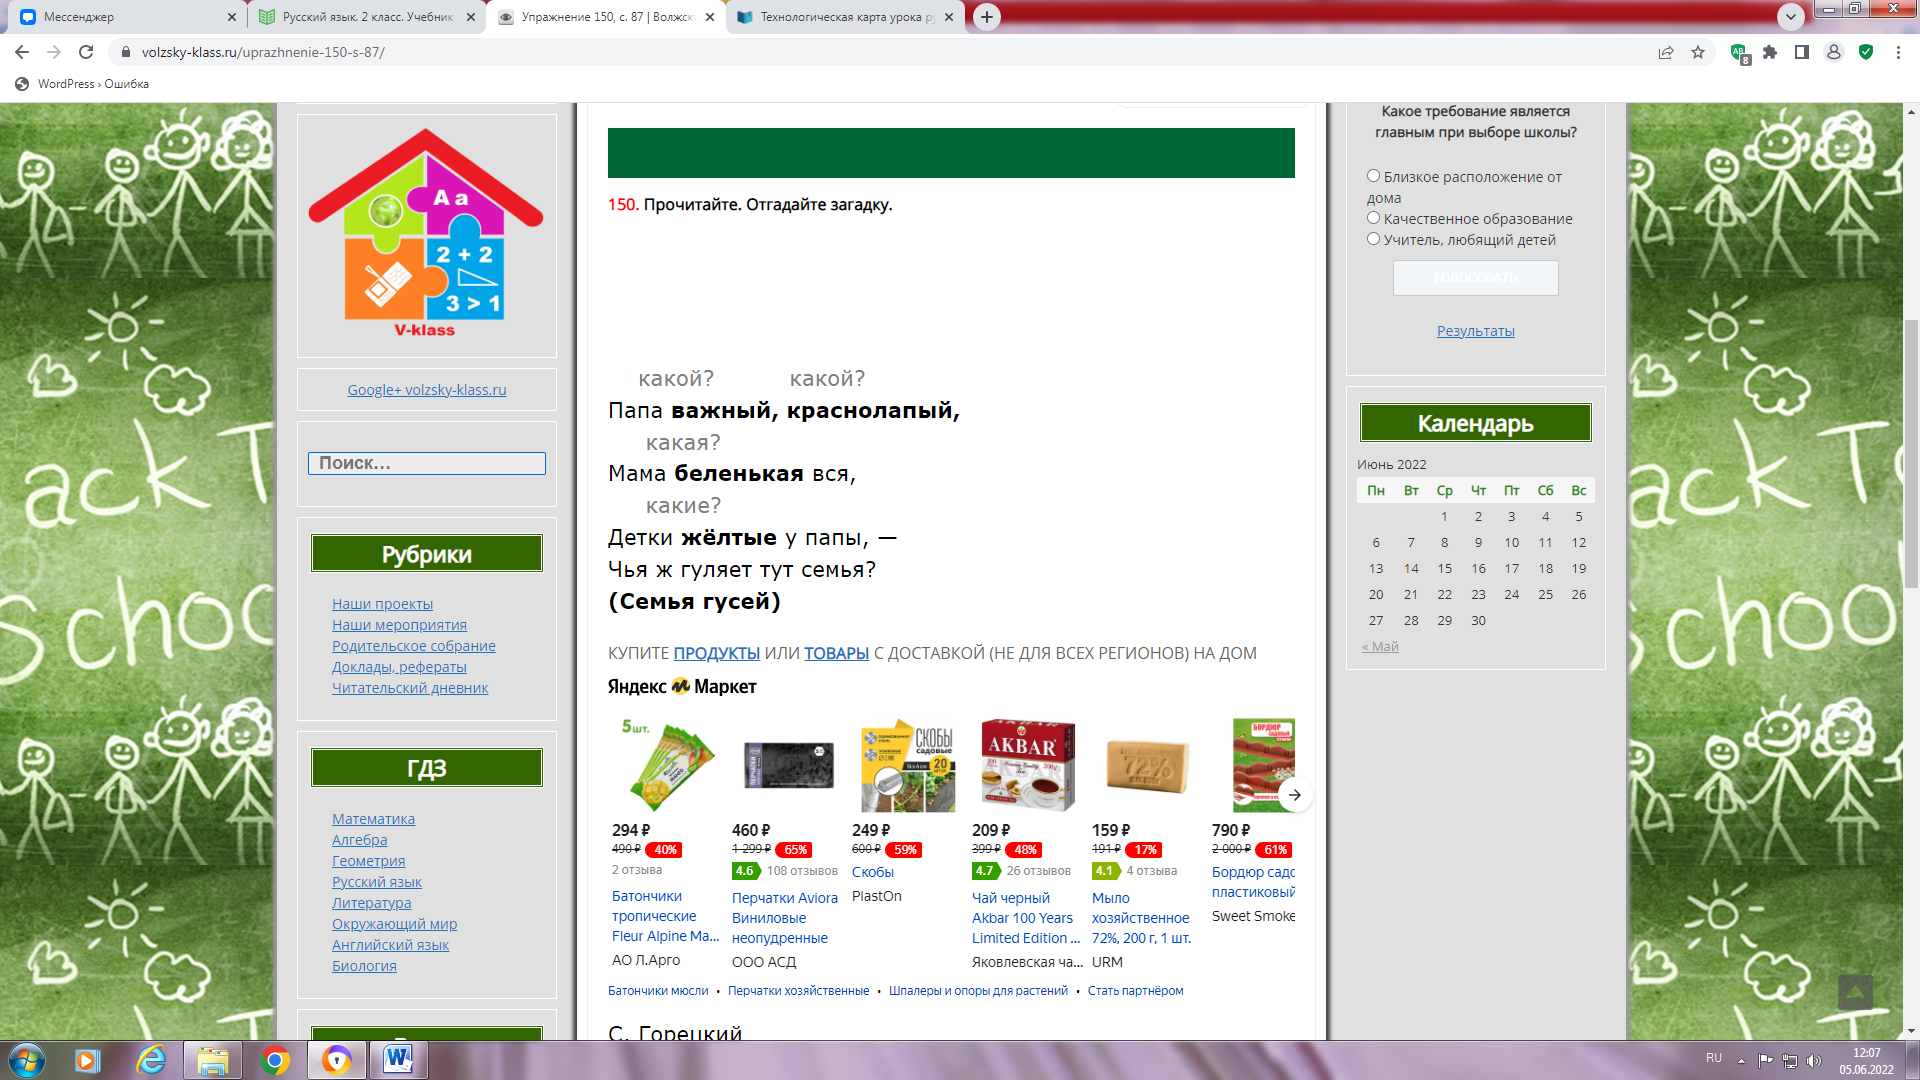 Мессенджер
Русский язык. 2 класс. Учебник
Упражнение 150, с. 87 | Волжск
Технологическая карта урока ру
volzsky-klass.ru/uprazhnenie-150-s-87/
8
WordPress › Ошибка
A a
2 + 2
3 > 1
V-klass
Google+ volzsky-klass.ru
Поиск…
Рубрики
Наши проекты
Наши мероприятия
Родительское собрание
Доклады, рефераты
Читательский дневник
ГДЗ
Математика
Алгебра
Геометрия
Русский язык
Литература
Окружающий мир
Английский язык
Биология
150. Прочитайте. Отгадайте загадку.
какой? какой?
Папа важный, краснолапый,
какая?
Мама беленькая вся,
какие?
Детки жёлтые у папы, —
Чья ж гуляет тут семья?
(Семья гусей)
КУПИТЕ ПРОДУКТЫ ИЛИ ТОВАРЫ С ДОСТАВКОЙ (НЕ ДЛЯ ВСЕХ РЕГИОНОВ) НА ДОМ
Яндекс Маркет
5 шт.
СКОБЫ
садовые
20
AKBAR
72%
БОРДЮР
294 ₽
490 ₽ 40%
2 отзыва
Батончики
тропические
Fleur Alpine Ma...
АО Л.Арго
460 ₽
1 299 ₽ 65%
4.6 108 отзывов
Перчатки Aviora
Виниловые
неопудренные
ООО АСД
249 ₽
600 ₽ 59%
Скобы
PlastOn
209 ₽
399 ₽ 48%
4.7 26 отзывов
Чай черный
Akbar 100 Years
Limited Edition ...
Яковлевская ча...
159 ₽
191 ₽ 17%
4.1 4 отзыва
Мыло
хозяйственное
72%, 200 г, 1 шт.
URM
790 ₽
2 000 ₽ 61%
Бордюр садо
пластиковый
Sweet Smoke
Батончики мюсли • Перчатки хозяйственные • Шпалеры и опоры для растений • Стать партнёром
С. Горецкий
Какое требование является
главным при выборе школы?
Близкое расположение от
дома
Качественное образование
Учитель, любящий детей
ГОЛОСОВАТЬ
Результаты
Календарь
Июнь 2022
Пн Вт Ср Чт Пт Сб Вс
1 2 3 4 5
6 7 8 9 10 11 12
13 14 15 16 17 18 19
20 21 22 23 24 25 26
27 28 29 30
« Май
ack T
Schoo
RU
12:07
05.06.2022